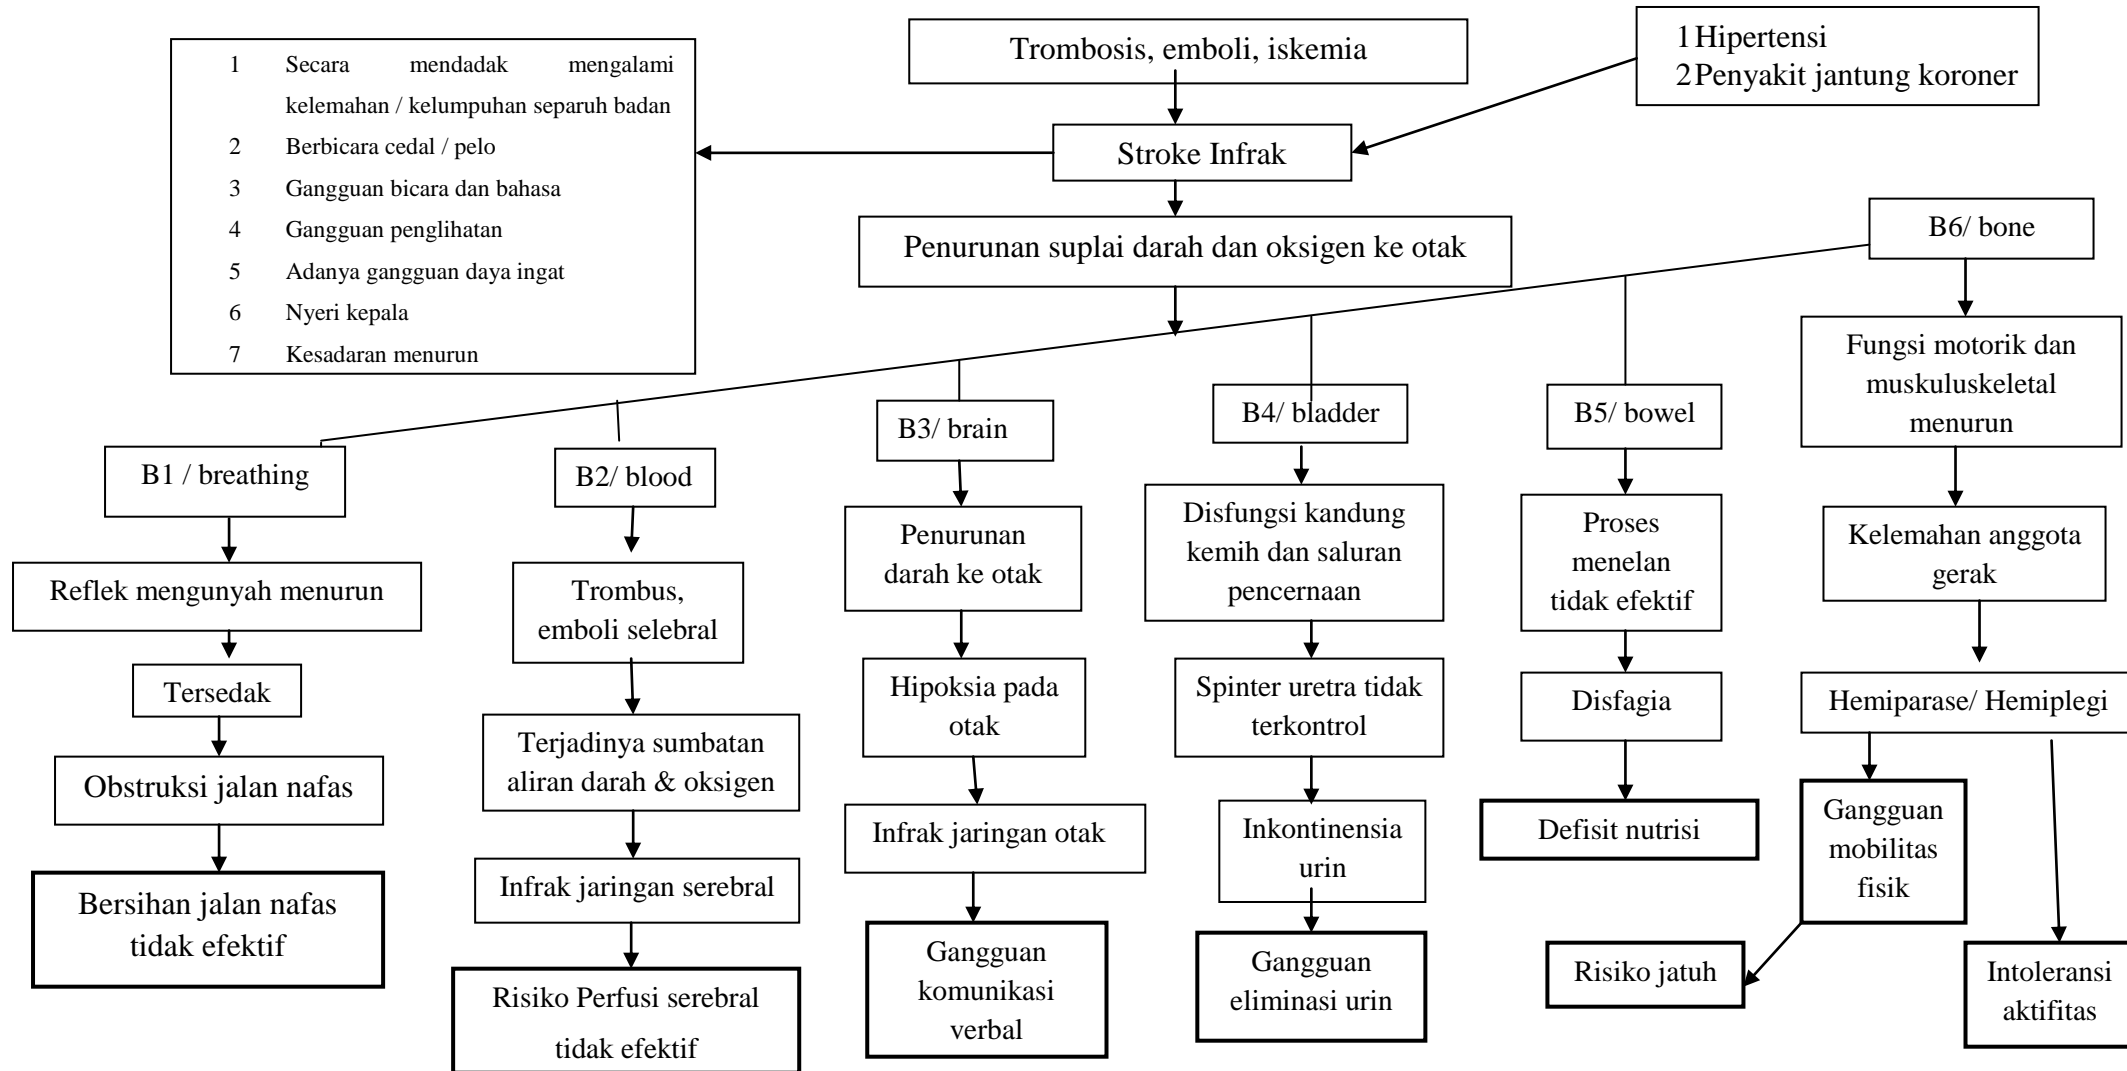 Trombosis, emboli, iskemia
1 Hipertensi
2 Penyakit jantung koroner
1 Secara mendadak mengalami
kelemahan / kelumpuhan separuh badan
2 Berbicara cedal / pelo
3 Gangguan bicara dan bahasa
4 Gangguan penglihatan
5 Adanya gangguan daya ingat
6 Nyeri kepala
7 Kesadaran menurun
Stroke Infrak
Penurunan suplai darah dan oksigen ke otak
B1 / breathing
Reflek mengunyah menurun
Tersedak
Obstruksi jalan nafas
Bersihan jalan nafas
tidak efektif
B2/ blood
Trombus,
emboli selebral
Terjadinya sumbatan
aliran darah & oksigen
Infrak jaringan serebral
Risiko Perfusi serebral
tidak efektif
B3/ brain
Penurunan
darah ke otak
Hipoksia pada
otak
Infrak jaringan otak
Gangguan
komunikasi
verbal
B4/ bladder
Disfungsi kandung
kemih dan saluran
pencernaan
Spinter uretra tidak
terkontrol
Inkontinensia
urin
Gangguan
eliminasi urin
B5/ bowel
Proses
menelan
tidak efektif
Disfagia
Defisit nutrisi
B6/ bone
Fungsi motorik dan
muskuluskeletal
menurun
Kelemahan anggota
gerak
Hemiparase/ Hemiplegi
Gangguan
mobilitas
fisik
Risiko jatuh
Intoleransi
aktifitas